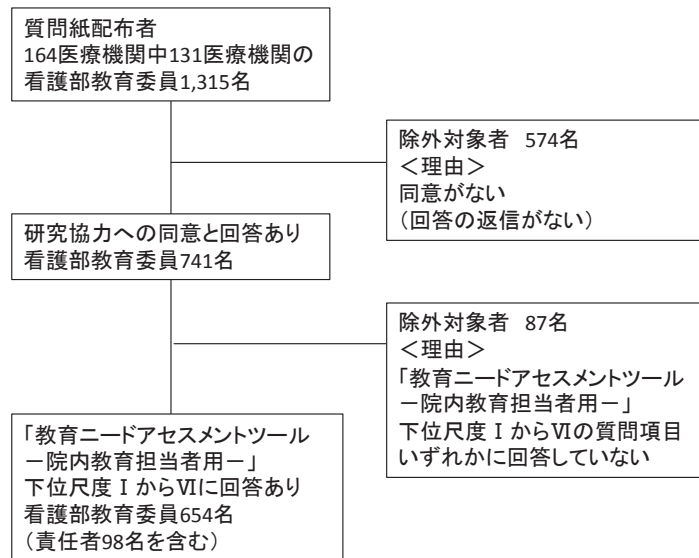 質問紙配布者
164医療機関中131医療機関の
看護部教育委員1,315名
除外対象者 574名
＜理由＞
同意がない
（回答の返信がない）
研究協力への同意と回答あり
看護部教育委員741名
除外対象者 87名
＜理由＞
「教育ニードアセスメントツール
－院内教育担当者用－」
下位尺度ⅠからⅥの質問項目
いずれかに回答していない
「教育ニードアセスメントツール
－院内教育担当者用－」
下位尺度ⅠからⅥに回答あり
看護部教育委員654名
（責任者98名を含む）